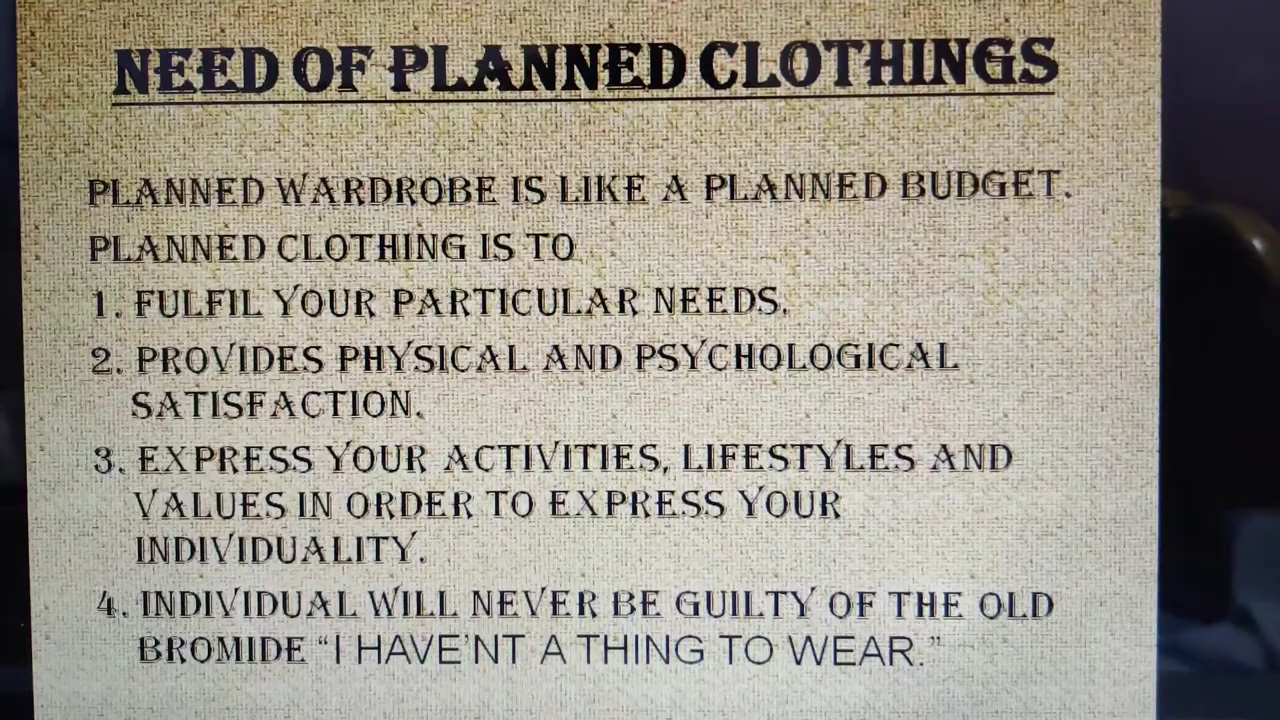 NEED OF PLANNED CLOTHINGS
PLANNED WARDROBE IS LIKE A PLANNED BUDGET.
PLANNED CLOTHING IS TO
1. FULFIL YOUR PARTICULAR NEEDS.
2. PROVIDES PHYSICAL AND PSYCHOLOGICAL
SATISFACTION.
3. EXPRESS YOUR ACTIVITIES, LIFESTYLES AND
VALUES IN ORDER TO EXPRESS YOUR
INDIVIDUALITY.
4. INDIVIDUAL WILL NEVER BE GUILTY OF THE OLD
BROMIDE “I HAVE’NT A THING TO WEAR.”